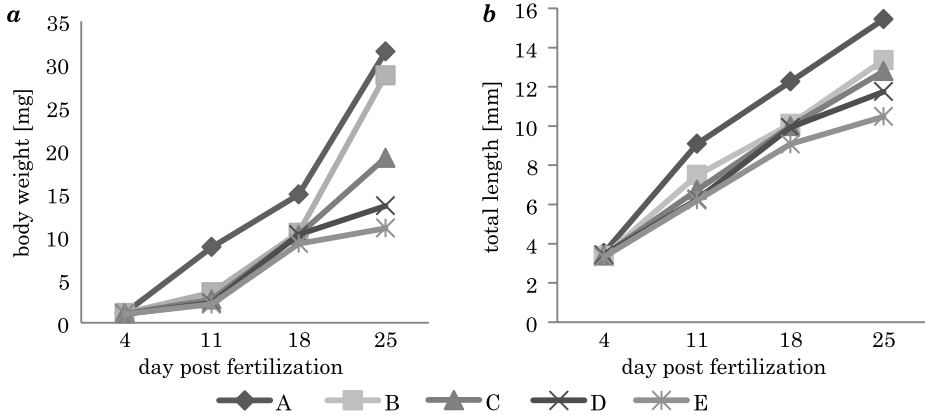 a
35
30
25
20
15
10
5
0
body weight [mg]
4 11 18 25
day post fertilization
b
16
14
12
10
8
6
4
2
0
total length [mm]
4 11 18 25
day post fertilization
A B C D E